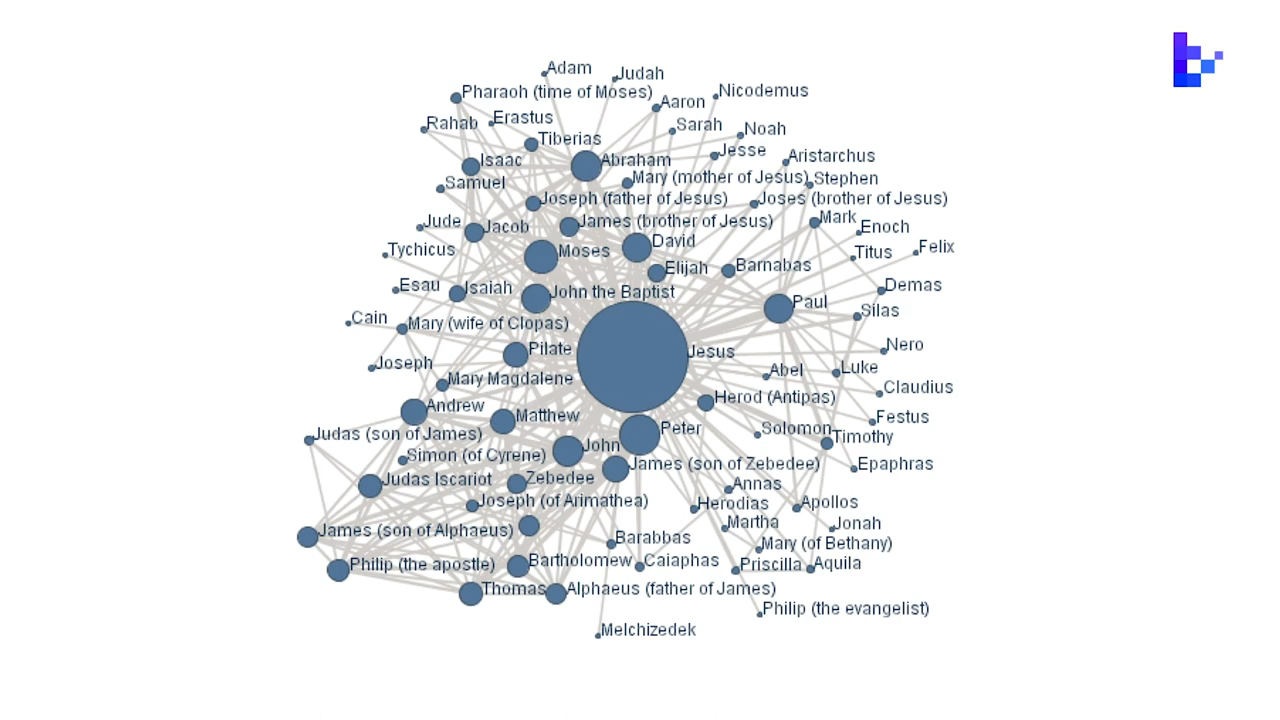 Adam
Judah
Pharaoh (time of Moses)
Nicodemus
Aaron
Rahab
Erastus
Sarah
Noah
Tiberias
Jesse
Aristarchus
Isaac
Abraham
Samuel
Mary (mother of Jesus)
Stephen
Joseph (father of Jesus)
Joses (brother of Jesus)
Jude
Jacob
James (brother of Jesus)
Mark
Enoch
Tychicus
Moses
David
Titus
Felix
Elijah
Barnabas
Esau
Isaiah
John the Baptist
Demas
Paul
Silas
Cain
Mary (wife of Clopas)
Pilate
Jesus
Nero
Joseph
Abel
Luke
Mary Magdalene
Claudius
Herod (Antipas)
Andrew
Matthew
Festus
Peter
Solomon
Timothy
Judas (son of James)
John
Simon (of Cyrene)
James (son of Zebedee)
Epaphras
Judas Iscariot
Zebedee
Annas
Joseph (of Arimathea)
Herodias
Apollos
Martha
Jonah
James (son of Alphaeus)
Barabbas
Mary (of Bethany)
Philip (the apostle)
Bartholomew
Caiaphas
Priscilla
Aquila
Thomas
Alphaeus (father of James)
Philip (the evangelist)
Melchizedek